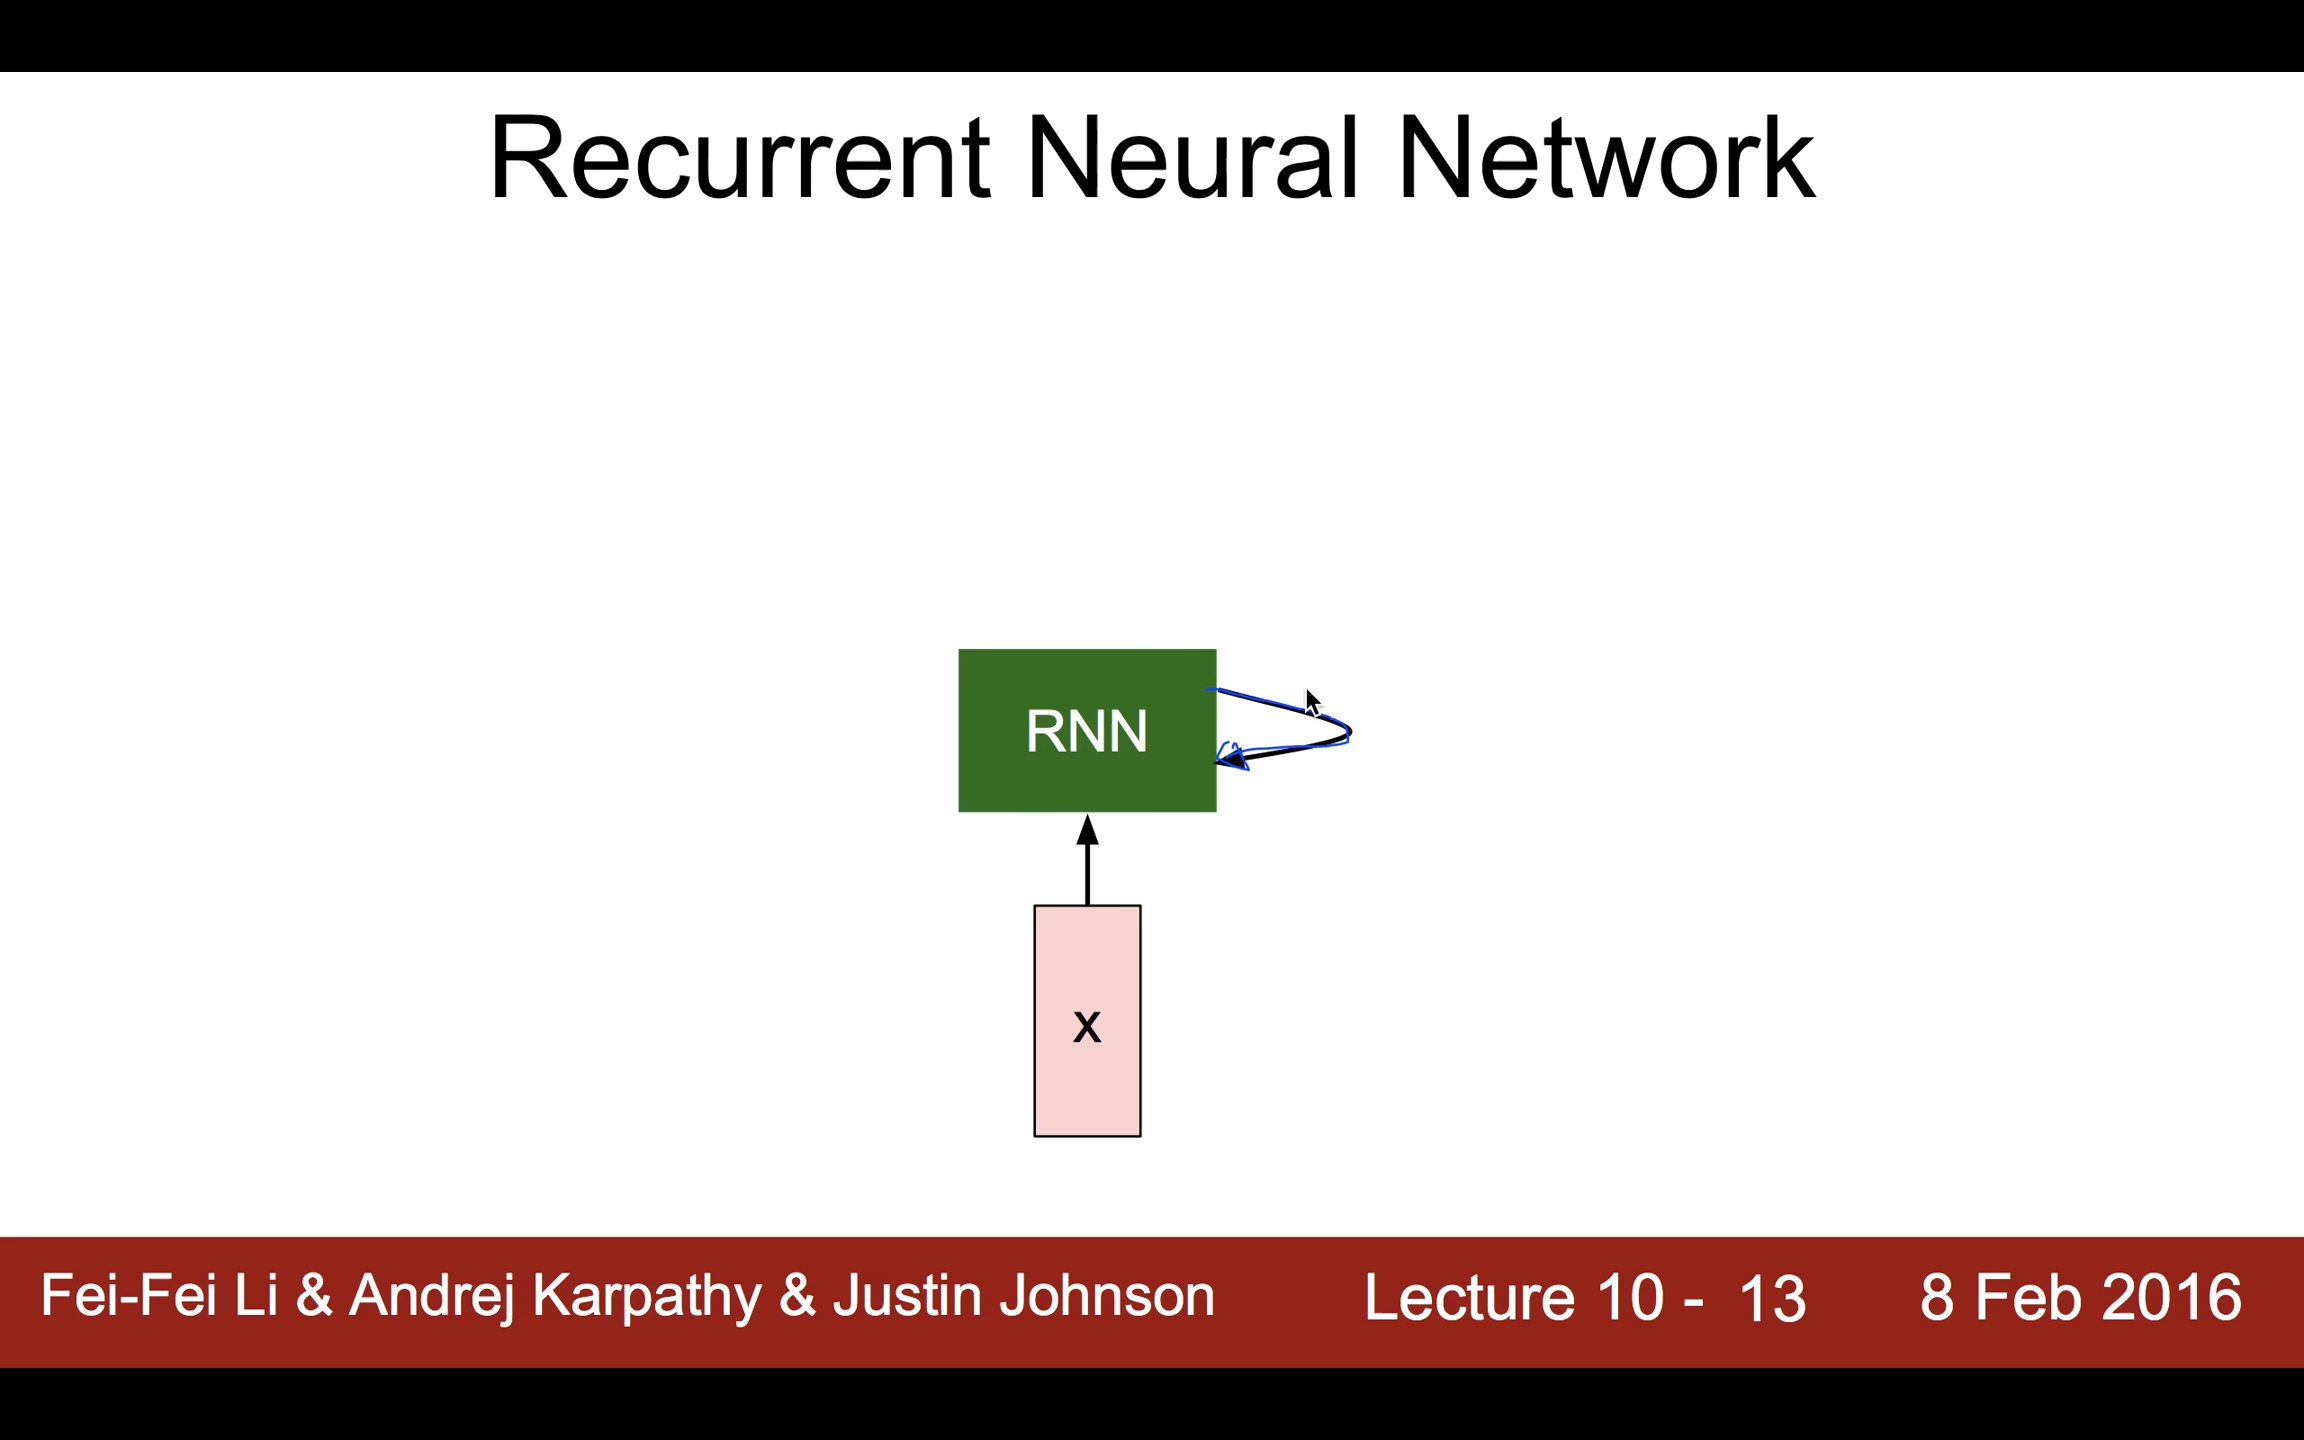 Recurrent Neural Network
RNN
x
Fei-Fei Li & Andrej Karpathy & Justin Johnson Lecture 10 - 13 8 Feb 2016